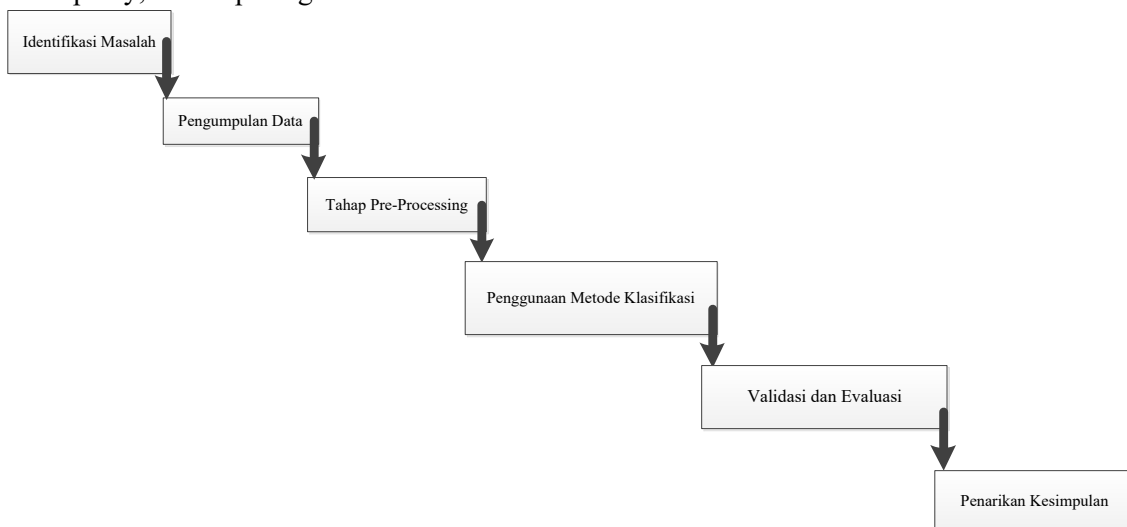 Identifikasi Masalah
Pengumpulan Data
Tahap Pre-Processing
Penggunaan Metode Klasifikasi
Validasi dan Evaluasi
Penarikan Kesimpulan